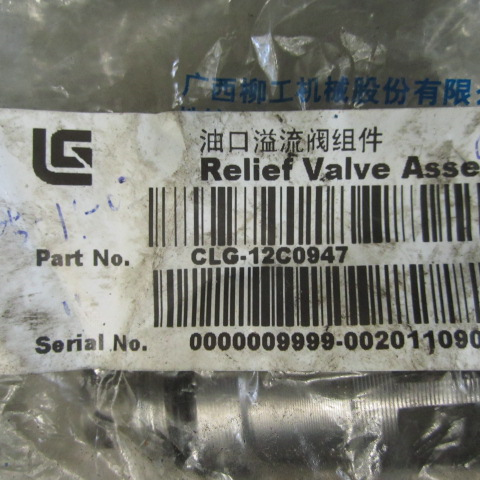 广西柳工机械股份有限
LG
油口溢流阀组件
Relief Valve Asse
Part No. CLG-12C0947
Serial No. 0000009999-002011090